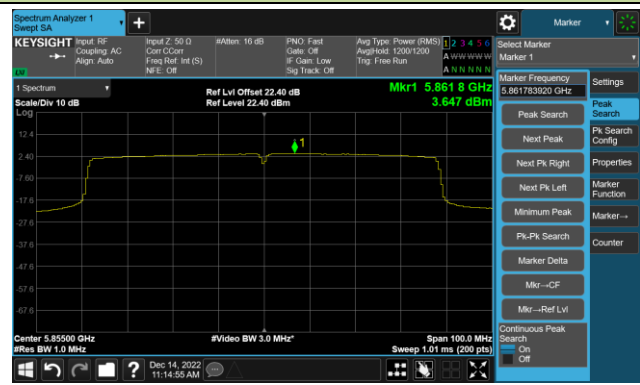 Spectrum Analyzer 1
Swept SA
Marker
KEYSIGHT
Input: RF
Coupling: AC
Align: Auto
Input Z: 50 Ω
Corr CCorr
Freq Ref: Int (S)
NFE: Off
#Atten: 16 dB
PNO: Fast
Gate: Off
IF Gain: Low
Sig Track: Off
Avg Type: Power (RMS)
Avg|Hold: 1200/1200
Trig: Free Run
1 2 3 4 5 6
A W W W W W
A N N N N N
LXI
Select Marker
Marker 1
1 Spectrum
Scale/Div 10 dB
Log
Ref Lvl Offset 22.40 dB
Ref Level 22.40 dBm
Mkr1 5.861 8 GHz
3.647 dBm
Marker Frequency
5.861783920 GHz
Settings
Peak Search
Next Peak
Next Pk Right
Next Pk Left
Minimum Peak
Pk-Pk Search
Marker Delta
Mkr→CF
Mkr→Ref Lvl
Continuous Peak
Search
On
Off
Peak
Search
Pk Search
Config
Properties
Marker
Function
Marker→
Counter
12.4
2.40
-7.60
-17.6
-27.6
-37.6
-47.6
-57.6
-67.6
1
Center 5.85500 GHz
#Res BW 1.0 MHz
#Video BW 3.0 MHz*
Span 100.0 MHz
Sweep 1.01 ms (200 pts)
Dec 14, 2022
11:14:55 AM